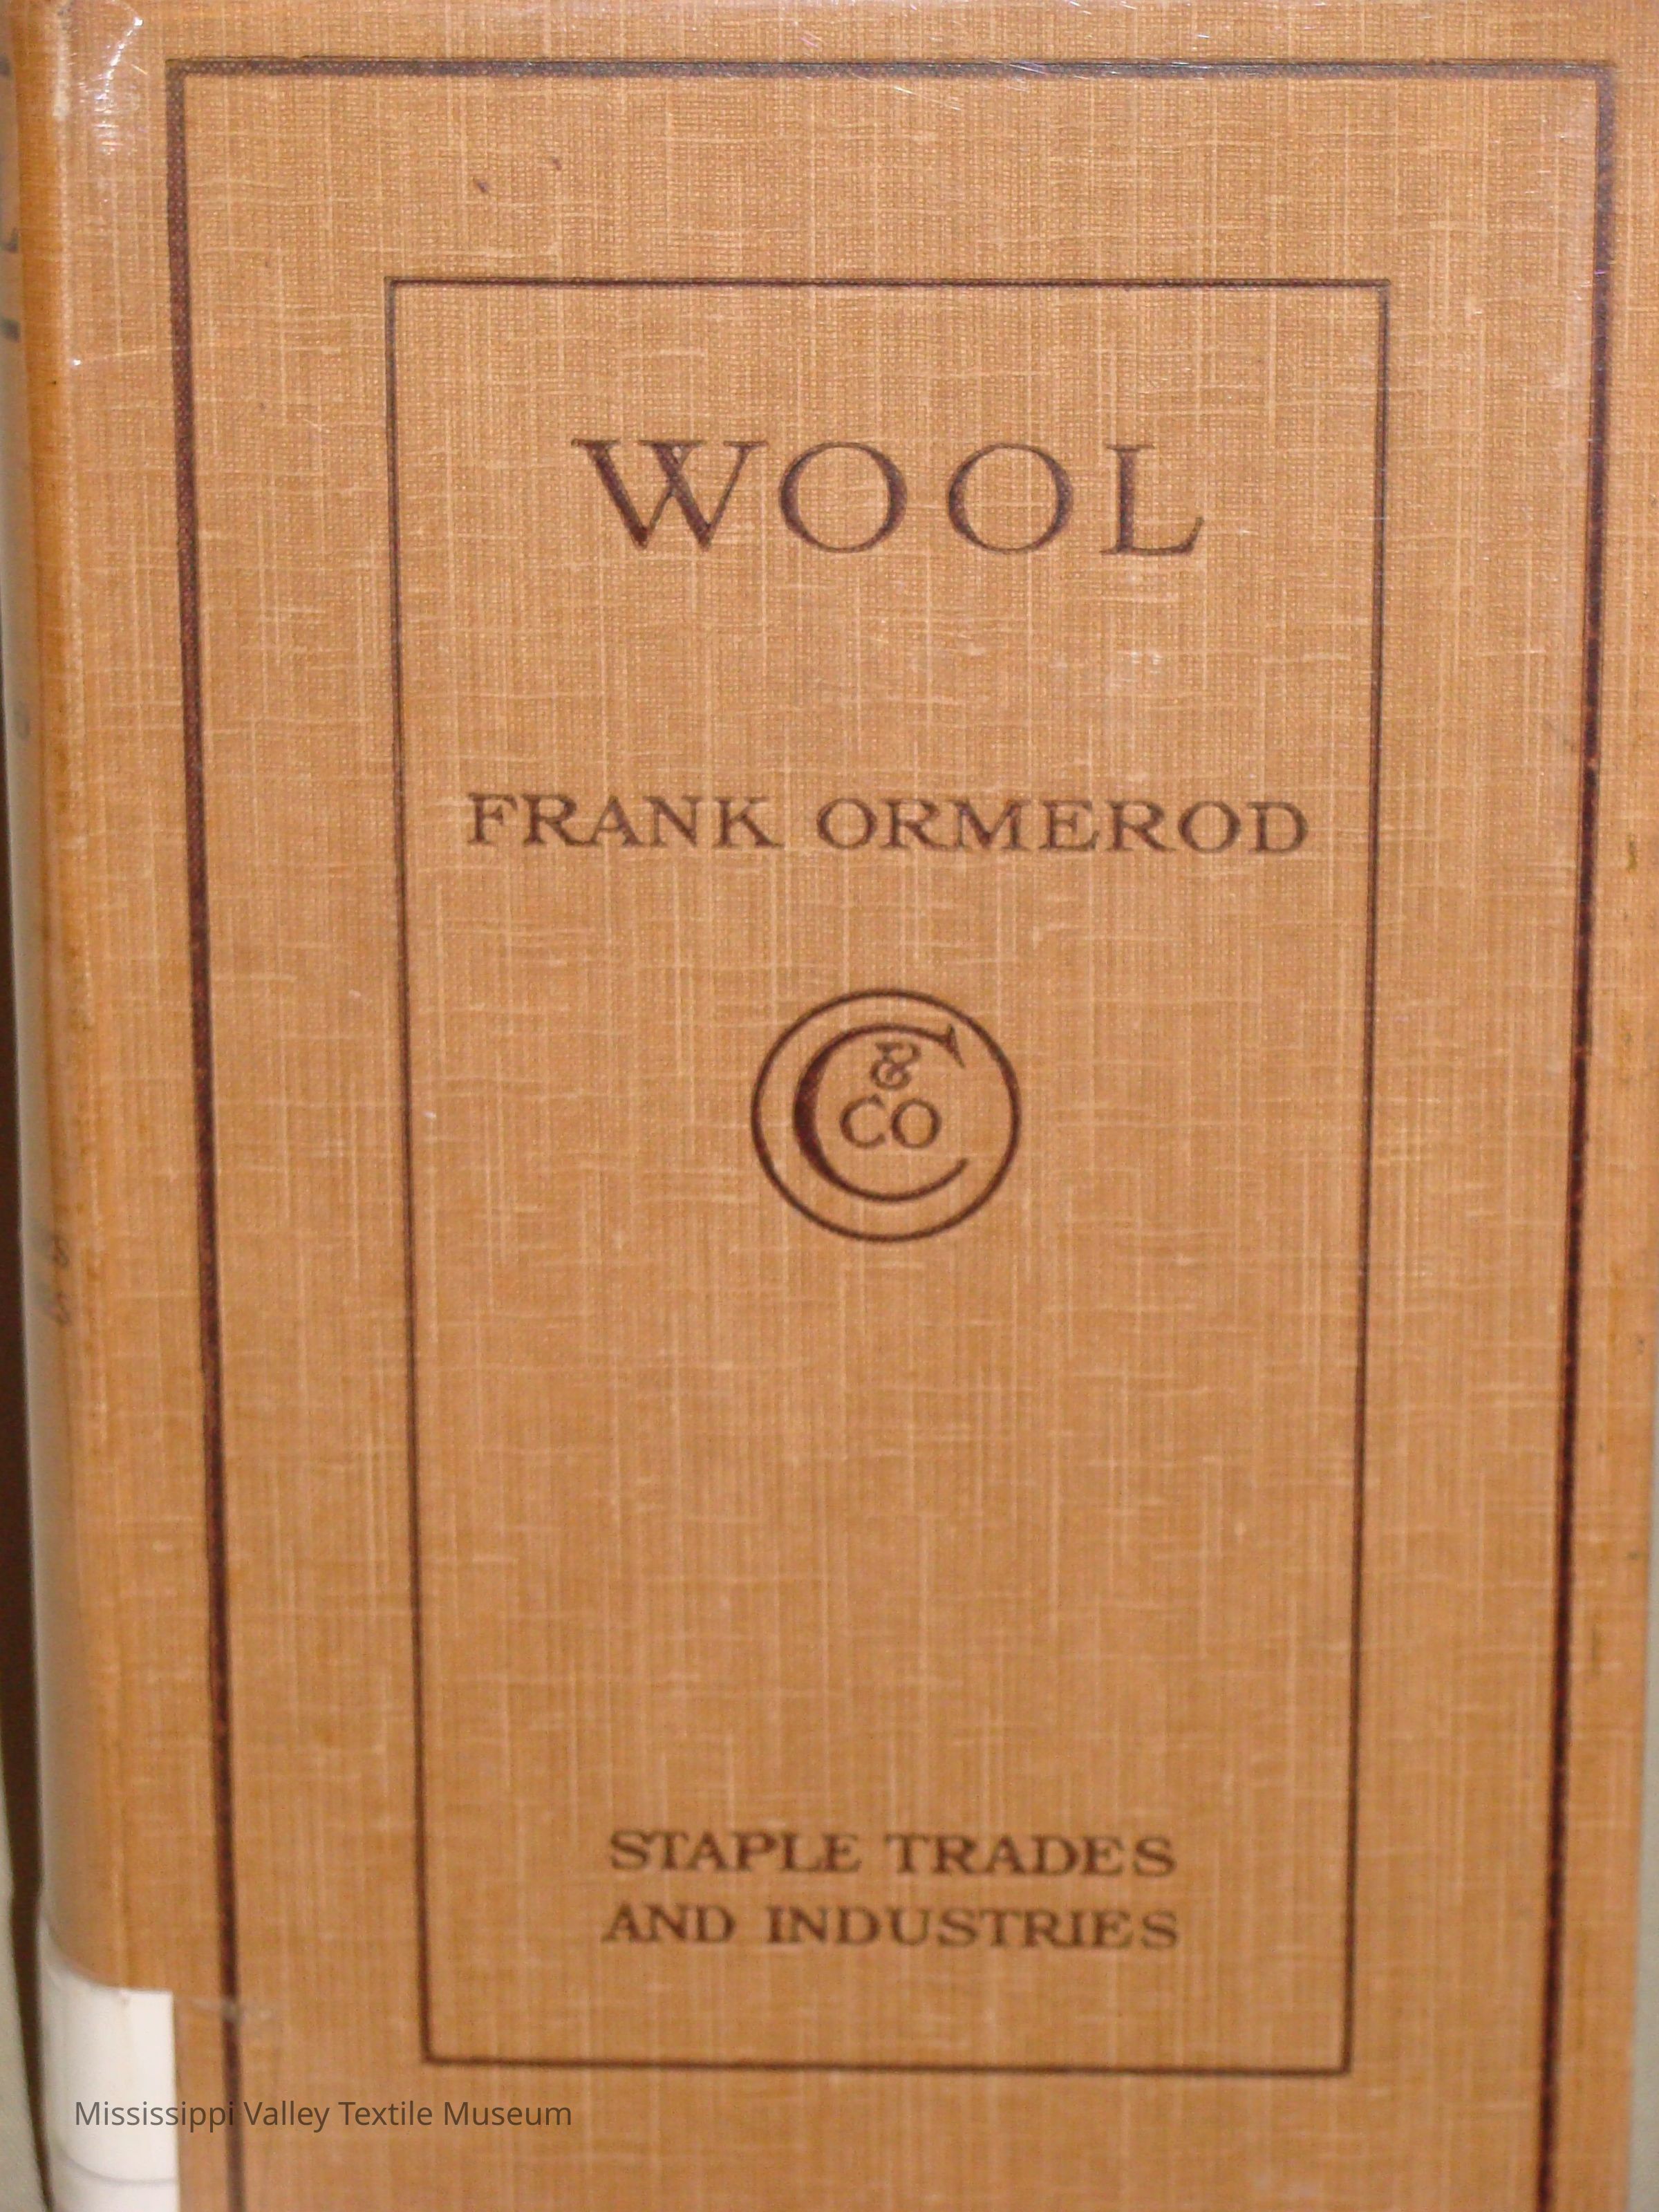 WOOL
FRANK ORMEROD
C
&
CO
STAPLE TRADES
AND INDUSTRIES
Mississippi Valley Textile Museum